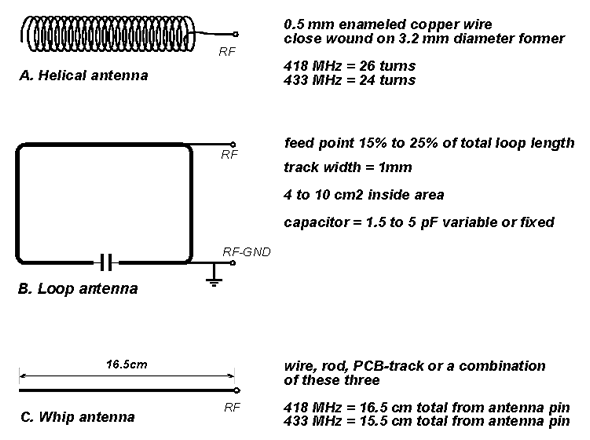 0.5 mm enameled copper wire
close wound on 3.2 mm diameter former
RF
A. Helical antenna
418 MHz = 26 turns
433 MHz = 24 turns
feed point 15% to 25% of total loop length
RF
track width = 1mm
4 to 10 cm2 inside area
capacitor = 1.5 to 5 pF variable or fixed
RF-GND
B. Loop antenna
16.5cm
wire, rod, PCB-track or a combination
of these three
RF
C. Whip antenna
418 MHz = 16.5 cm total from antenna pin
433 MHz = 15.5 cm total from antenna pin